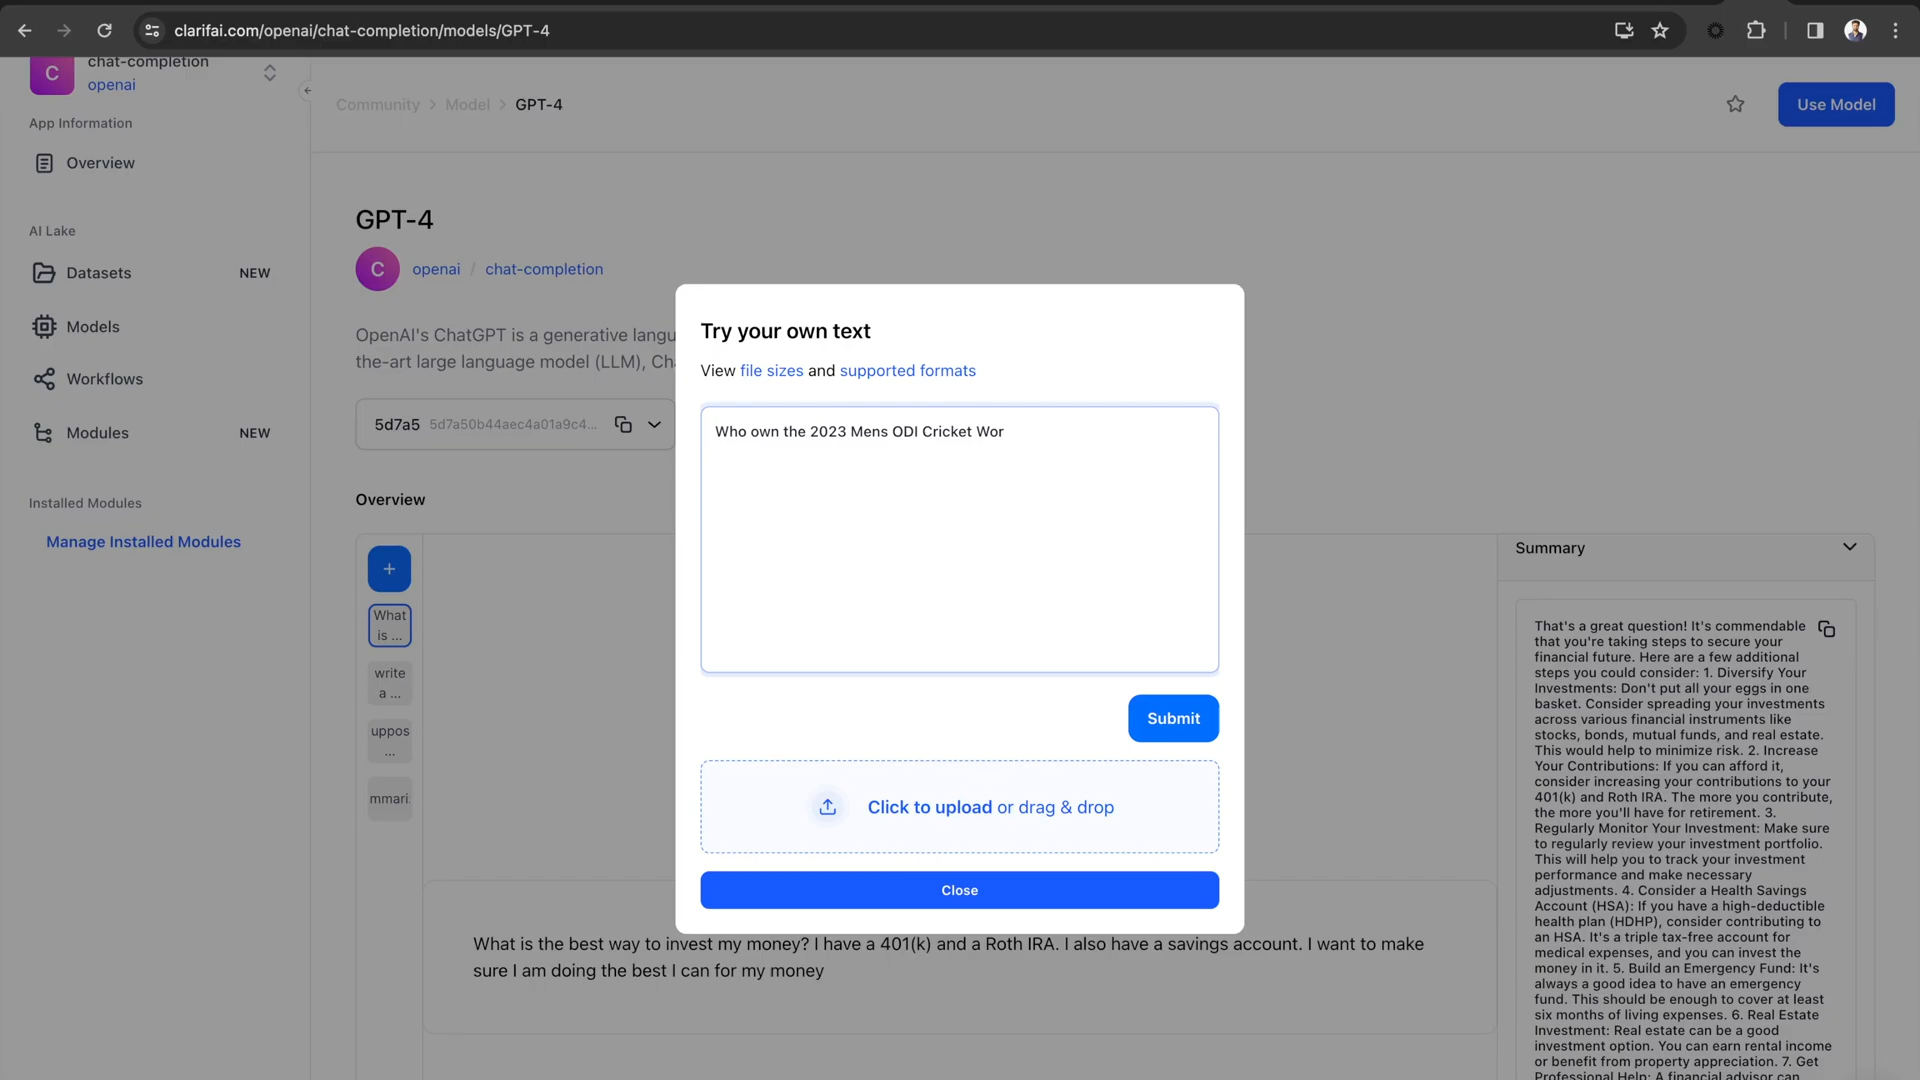 clarifai.com/openai/chat-completion/models/GPT-4
C
chat-completion
openai
App Information
Overview
AI Lake
Datasets NEW
Models
Workflows
Modules NEW
Installed Modules
Manage Installed Modules
Community > Model > GPT-4
Use Model
GPT-4
C
openai / chat-completion
OpenAI's ChatGPT is a generative langu
the-art large language model (LLM), Ch
5d7a5 5d7a50b44aec4a01a9c4...
Overview
+
What
is ...
write
a ...
uppos
...
mmari
Try your own text
View file sizes and supported formats
Who own the 2023 Mens ODI Cricket Wor
Submit
Click to upload or drag & drop
Close
What is the best way to invest my money? I have a 401(k) and a Roth IRA. I also have a savings account. I want to make
sure I am doing the best I can for my money
Summary
That's a great question! It's commendable
that you're taking steps to secure your
financial future. Here are a few additional
steps you could consider: 1. Diversify Your
Investments: Don't put all your eggs in one
basket. Consider spreading your investments
across various financial instruments like
stocks, bonds, mutual funds, and real estate.
This would help to minimize risk. 2. Increase
Your Contributions: If you can afford it,
consider increasing your contributions to your
401(k) and Roth IRA. The more you contribute,
the more you'll have for retirement. 3.
Regularly Monitor Your Investment: Make sure
to regularly review your investment portfolio.
This will help you to track your investment
performance and make necessary
adjustments. 4. Consider a Health Savings
Account (HSA): If you have a high-deductible
health plan (HDHP), consider contributing to
an HSA. It's a triple tax-free account for
medical expenses, and you can invest the
money in it. 5. Build an Emergency Fund: It's
always a good idea to have an emergency
fund. This should be enough to cover at least
six months of living expenses. 6. Real Estate
Investment: Real estate can be a good
investment option. You can earn rental income
or benefit from property appreciation. 7. Get
Professional Help: A financial advisor can